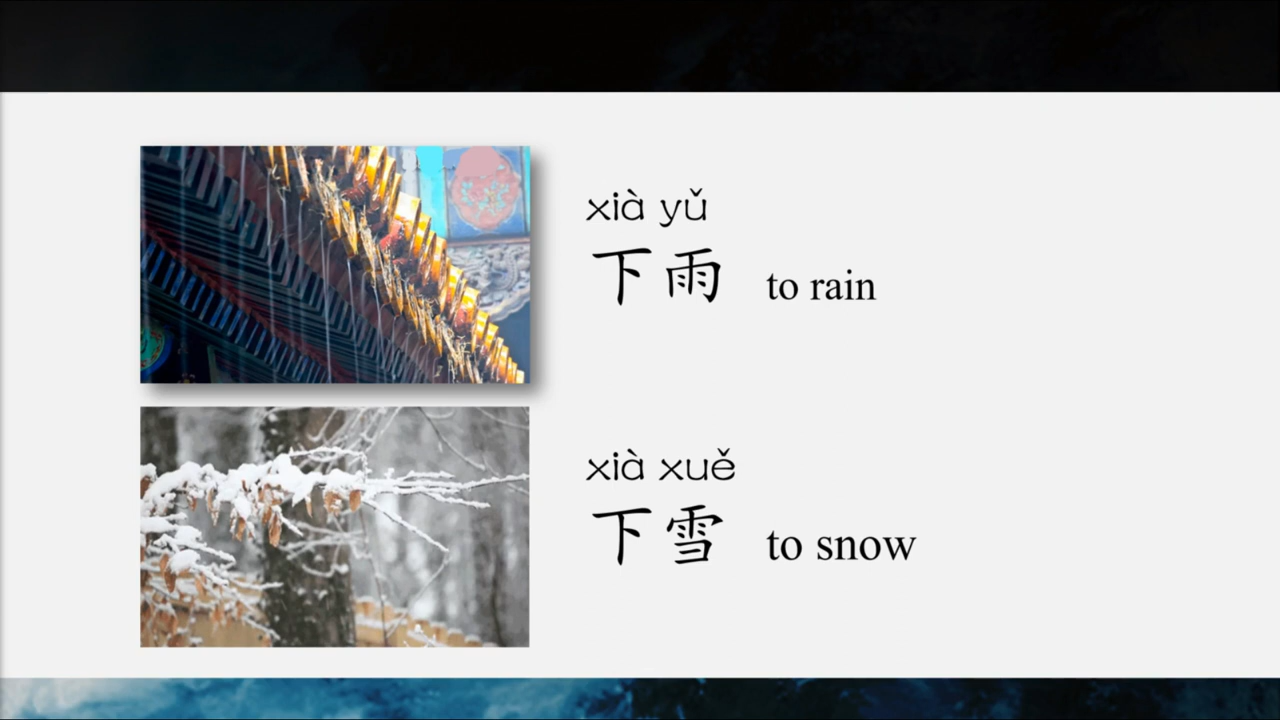 xià yǔ
下雨 to rain
xià xuě
下雪 to snow